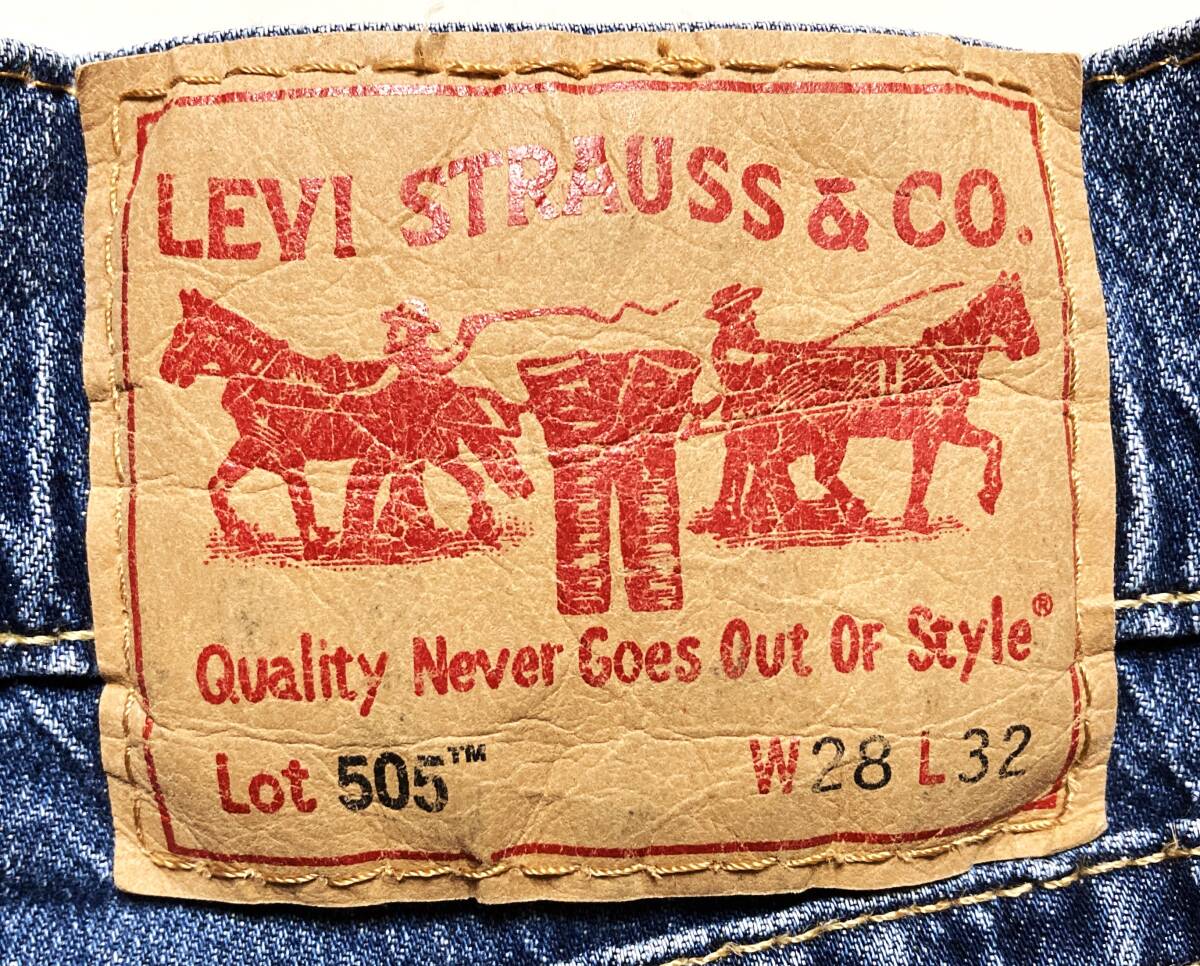 LEVI STRAUSS & CO.
Quality Never Goes Out Of Style®
Lot 505™ W28 L32